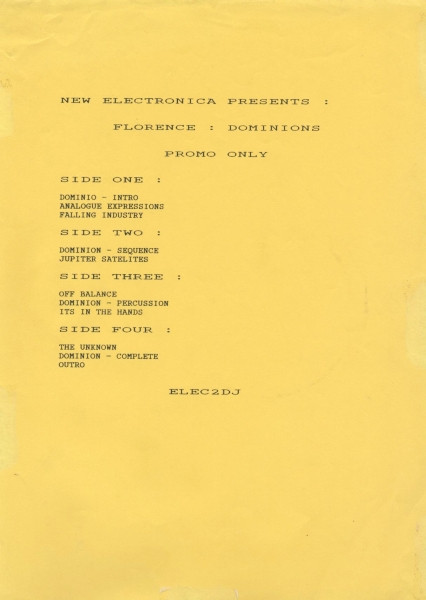 NEW ELECTRONICA PRESENTS :
FLORENCE : DOMINIONS
PROMO ONLY
SIDE ONE :
DOMINIO - INTRO
ANALOGUE EXPRESSIONS
FALLING INDUSTRY
SIDE TWO :
DOMINION - SEQUENCE
JUPITER SATELITES
SIDE THREE :
OFF BALANCE
DOMINION - PERCUSSION
ITS IN THE HANDS
SIDE FOUR :
THE UNKNOWN
DOMINION - COMPLETE
OUTRO
ELEC2DJ